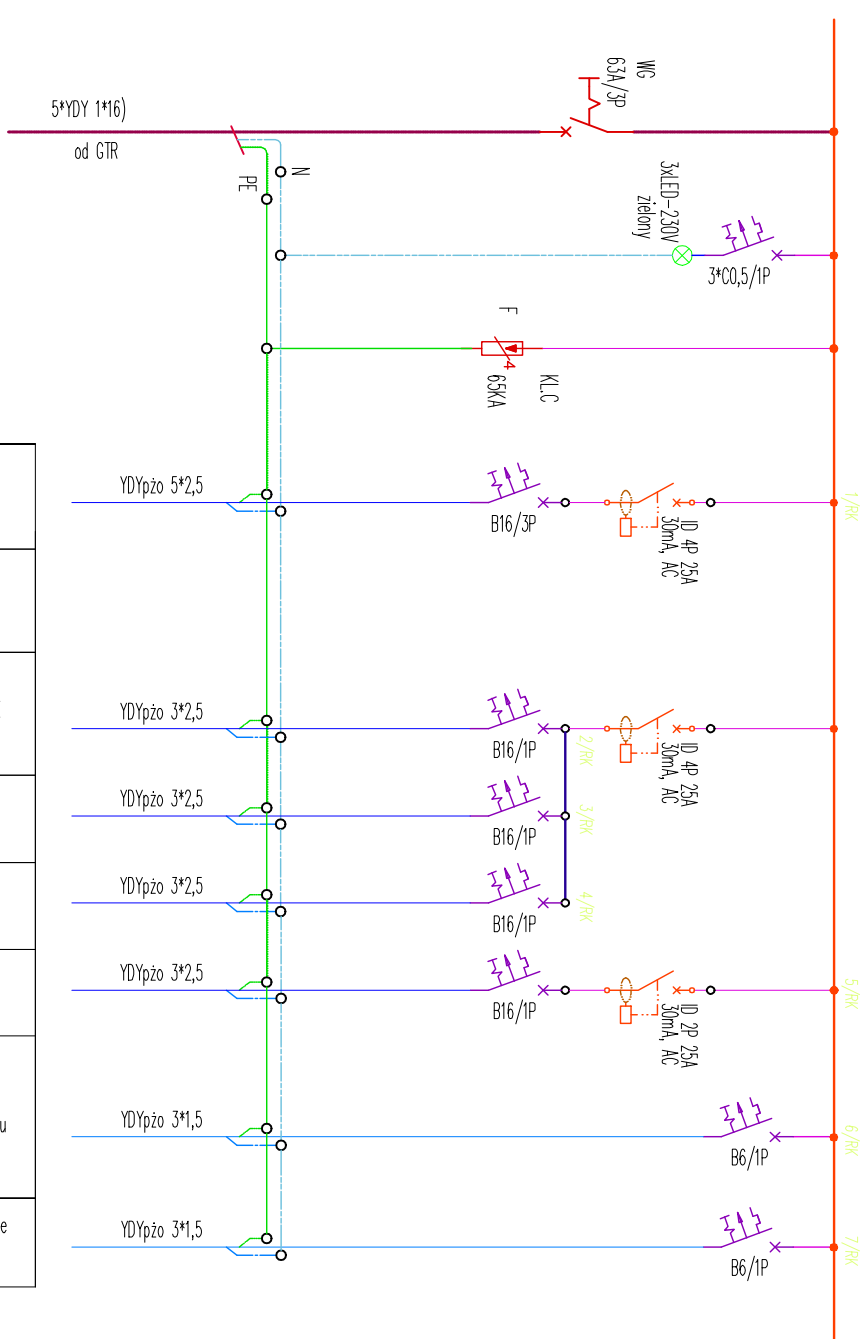 WG
63A/3P
5*YDY 1*16)
od GTR
N
PE
3xLED-230V
zielony
3*C0,5/1P
F
KL.C
4
65KA
1/RK
YDYpżo 5*2,5
B16/3P
ID 4P 25A
30mA, AC
YDYpżo 3*2,5
B16/1P
2/RK
ID 4P 25A
30mA, AC
YDYpżo 3*2,5
B16/1P
3/RK
YDYpżo 3*2,5
B16/1P
4/RK
YDYpżo 3*2,5
B16/1P
ID 2P 25A
30mA, AC
5/RK
u
YDYpżo 3*1,5
B6/1P
6/RK
e
YDYpżo 3*1,5
B6/1P
7/RK